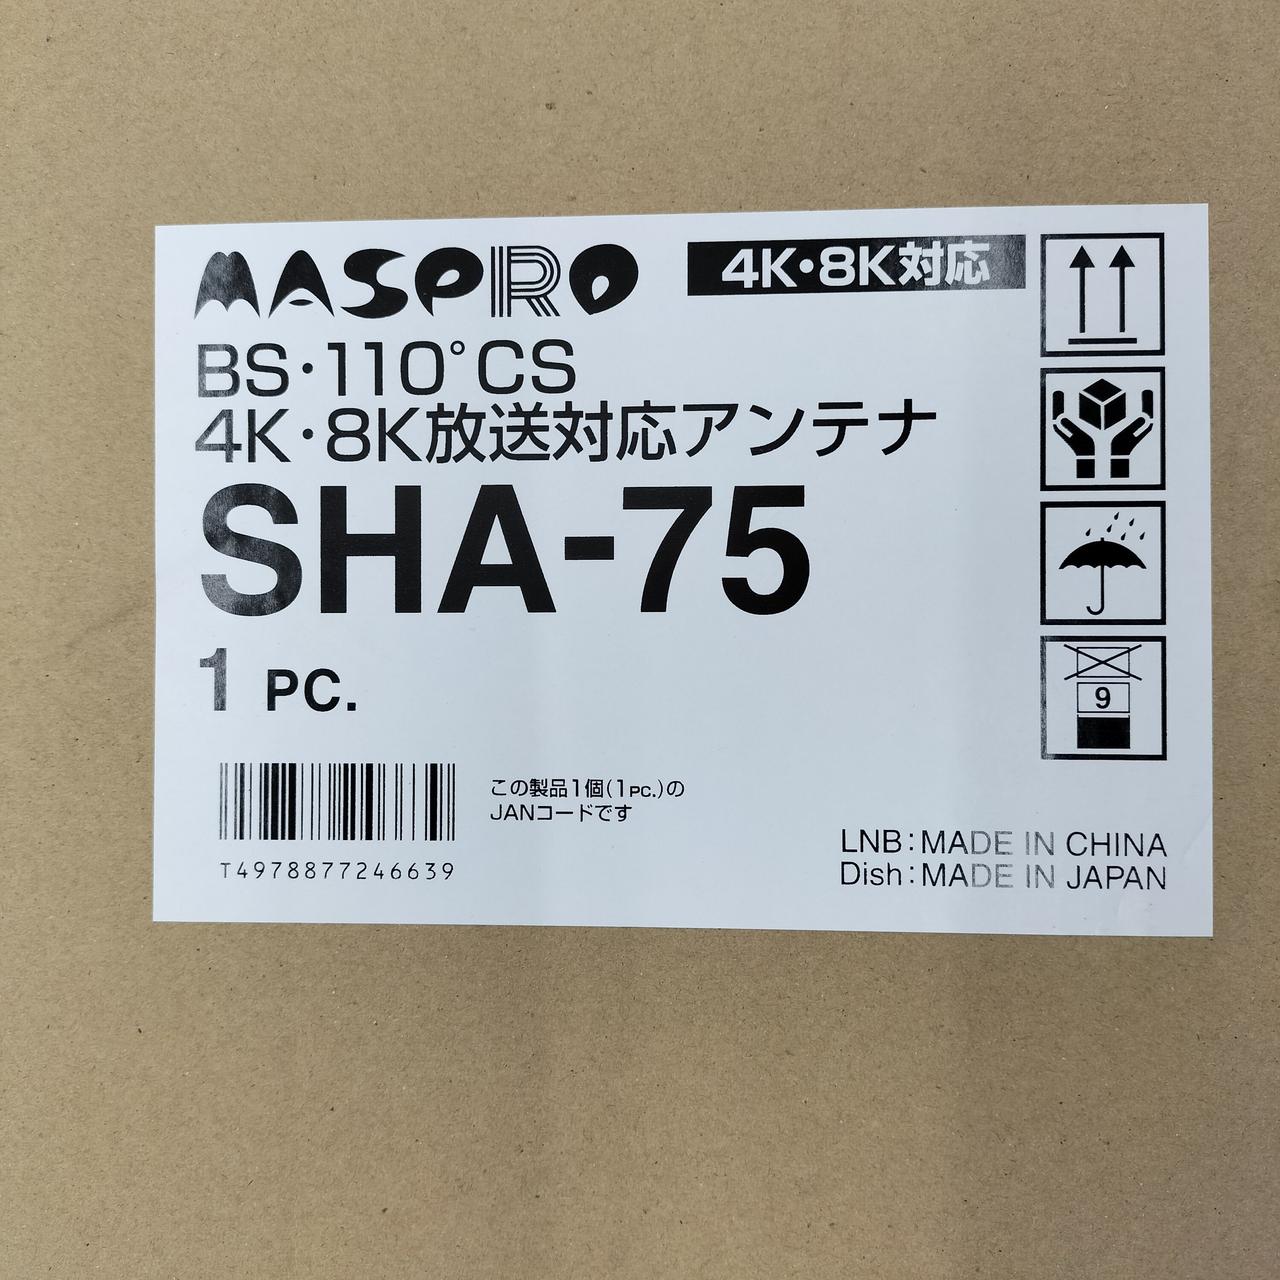 MASPRO
4K・8K対応
BS・110°CS
4K・8K放送対応アンテナ
SHA-75
1 PC.
この製品1個(1PC.)の
JANコードです
T4978877246639
9
LNB:MADE IN CHINA
Dish:MADE IN JAPAN